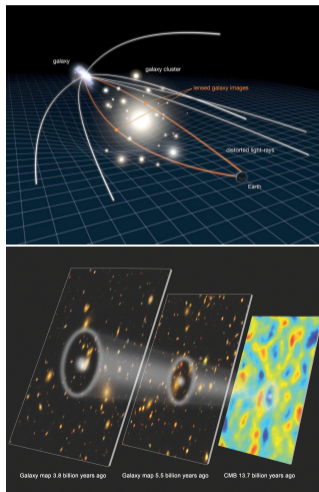 galaxy
galaxy cluster
lensed galaxy images
distorted light-rays
Earth
Galaxy map 3.8 billion years ago
Galaxy map 5.5 billion years ago
CMB 13.7 billion years ago